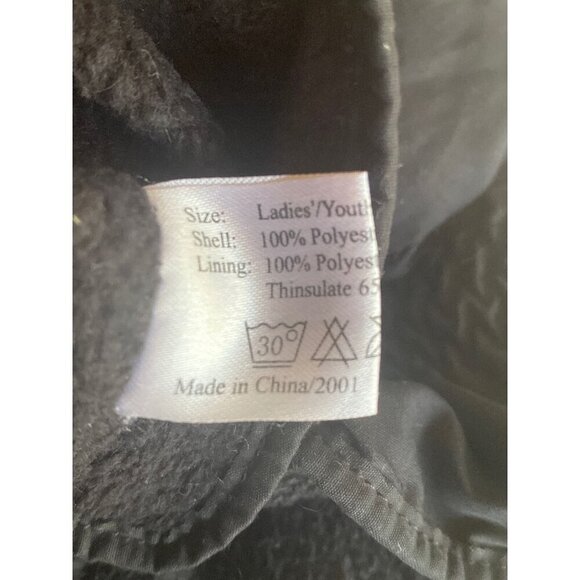 Size: Ladies'/Youth
Shell: 100% Polyest
Lining: 100% Polyest
Thinsulate 65
30°
Made in China/2001